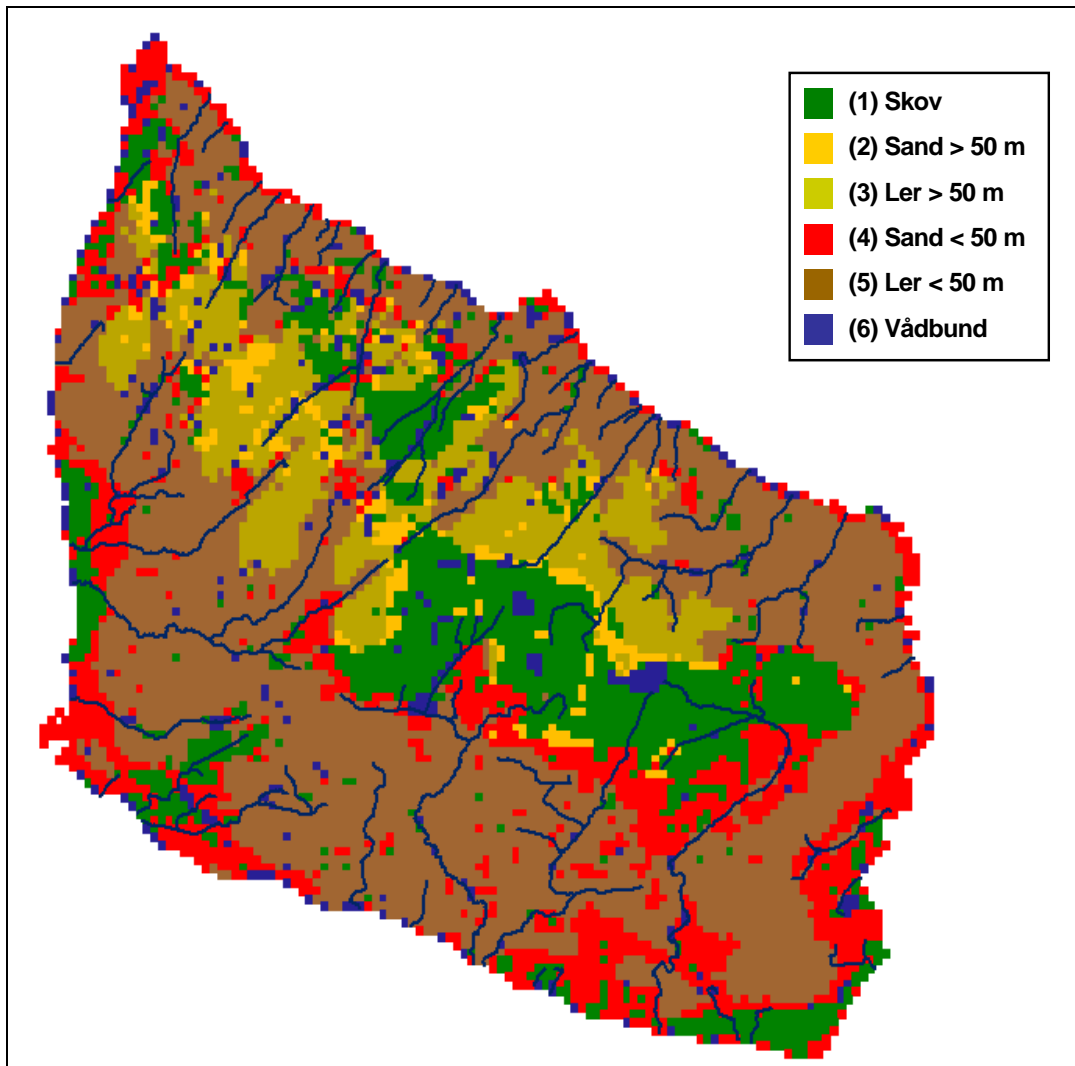 (1) Skov
(2) Sand > 50 m
(3) Ler > 50 m
(4) Sand < 50 m
(5) Ler < 50 m
(6) Vådbund